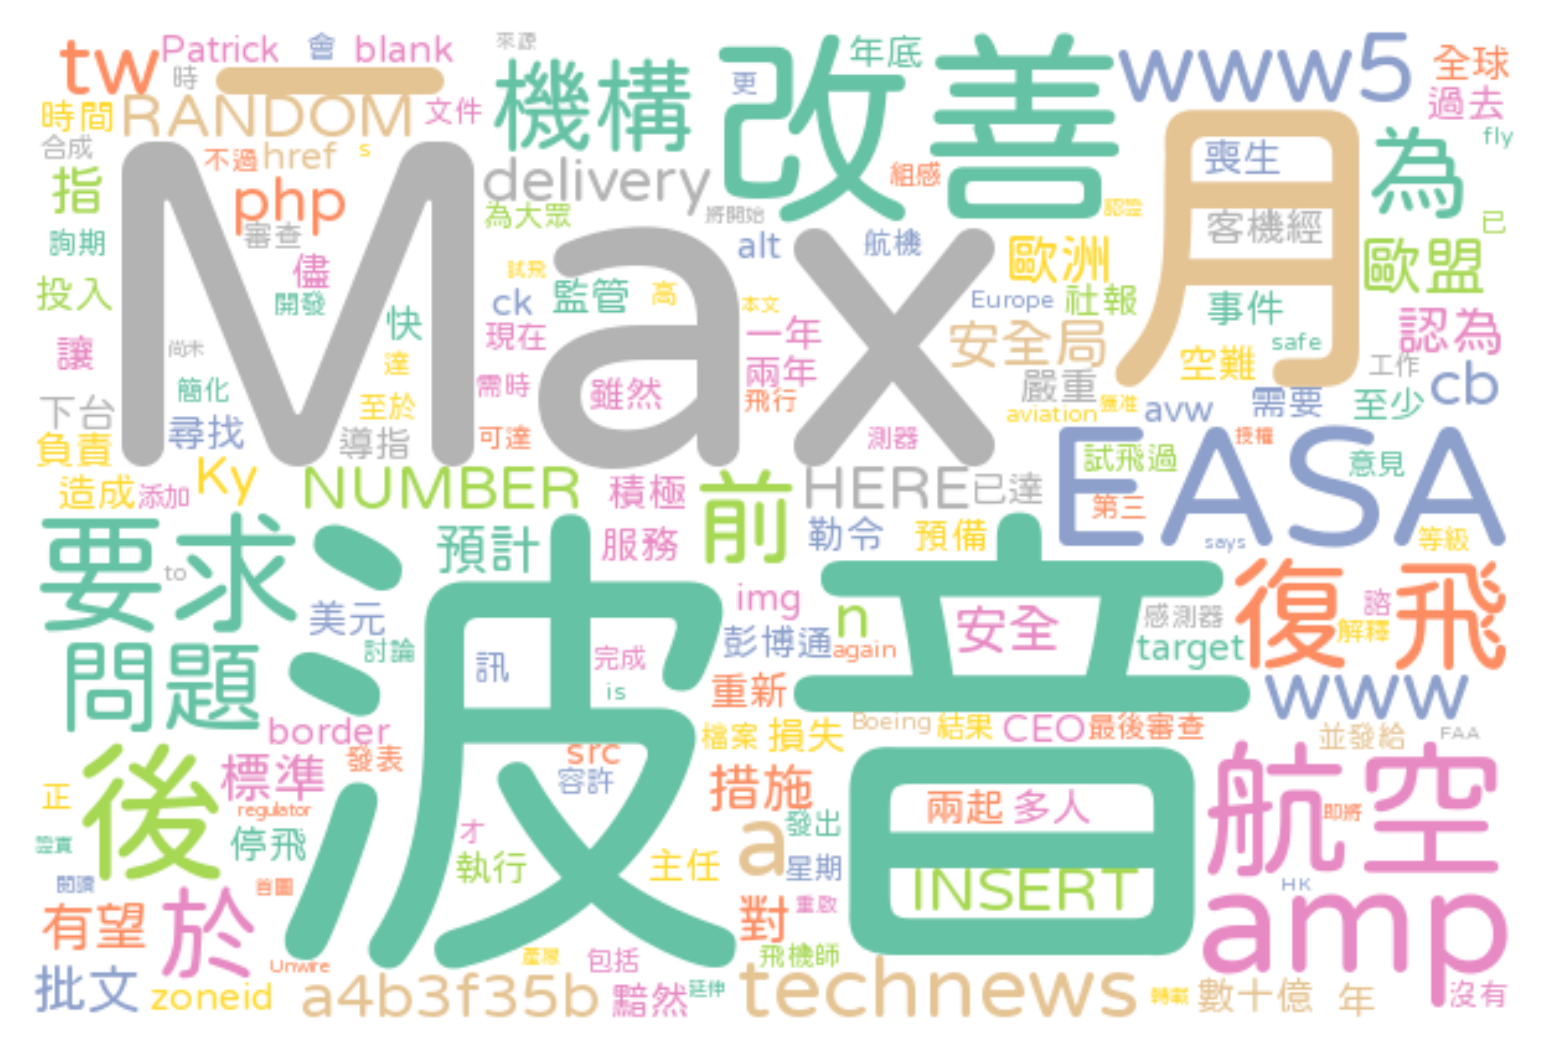 tw Patrick 會 blank 來源 年底 www5 全球
時 一 機構 更 改善 過去
時間 RANDOM 文件 月 為 fly
合成 不過 href s delivery 組感 喪生
指 php 將開始 認證 客機經 已
詢期 審查 為大眾 alt 航機 歐洲 歐盟
投入 儘 試飛 監管 高 Europe 社報 事件
開發 快 ck 本文 安全局 認為
讓 尚未 Max 現在 一年 空難 safe
達 兩年 嚴重 工作 cb
下台 簡化 至於 需時 雖然 飛行 aviation 獲准 avw 需要 至少
負責 尋找 導指 可達 測器 EASA 授權 試飛過 意見
造成 添加 Ky NUMBER 積極 前 HERE 已達 第三
要求 預計 服務 勒令 預備 says 等級
to 波音 復飛
美元 img n 安全 感測器 諮 解釋
問題 討論 訊 完成 彭博通 again target
is 重新 www
border 檔案 損失 Boeing 結果 CEO 最後審查 並發給 FAA
後 標準 發表 src 容許 措施 航空
正 regulator 兩起 多人 即將
證實 停飛 才 執行 主任 a 發出
閱讀 首圖 星期 INSERT HK
有望 於 對 重啟 amp
Unwire 產線 包括 飛機師
批文 zoneid a4b3f35b 黯然 延伸 technews 轉載 數十億 年 沒有